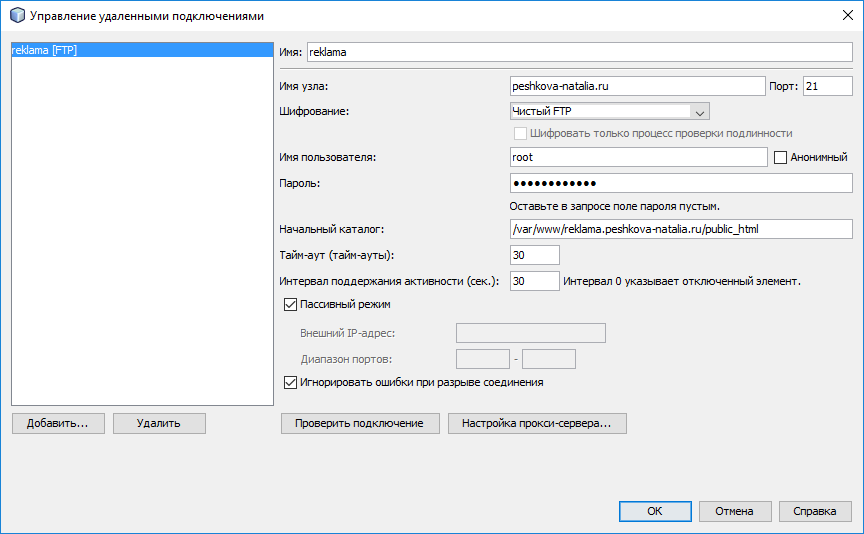 Управление удаленными подключениями
reklama [FTP]
Имя: reklama
Имя узла: peshkova-natalia.ru Порт: 21
Шифрование: Чистый FTP
Шифровать только процесс проверки подлинности
Имя пользователя: root Анонимный
Пароль: ●●●●●●●●●●●●
Оставьте в запросе поле пароля пустым.
Начальный каталог: /var/www/reklama.peshkova-natalia.ru/public_html
Тайм-аут (тайм-ауты): 30
Интервал поддержания активности (сек.): 30 Интервал 0 указывает отключенный элемент.
Пассивный режим
Внешний IP-адрес:
Диапазон портов: -
Игнорировать ошибки при разрыве соединения
Добавить... Удалить Проверить подключение Настройка прокси-сервера...
OK Отмена Справка